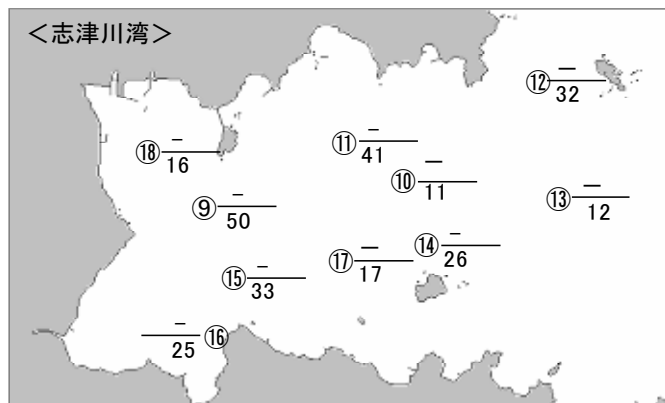 ＜志津川湾＞
⑫ － 32
⑪ － 41
⑱ － 16
⑩ － 11
⑬ － 12
⑨ － 50
⑭ － 26
⑰ － 17
⑮ － 33
－ 25 ⑯